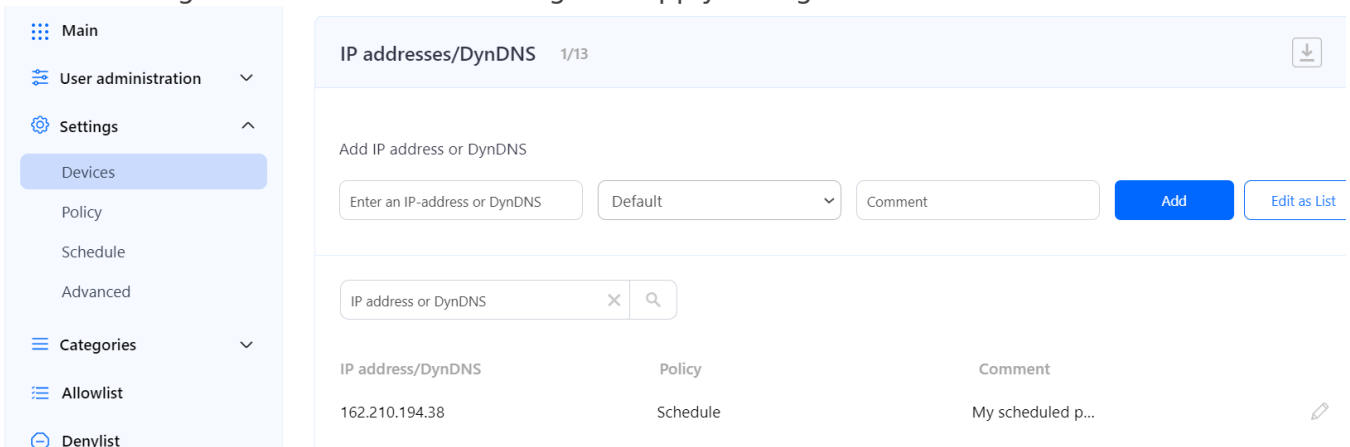 Main
User administration
Settings
Devices
Policy
Schedule
Advanced
Categories
Allowlist
Denylist
IP addresses/DynDNS 1/13
Add IP address or DynDNS
Enter an IP-address or DynDNS Default Comment Add Edit as List
IP address or DynDNS
IP address/DynDNS Policy Comment
162.210.194.38 Schedule My scheduled p...